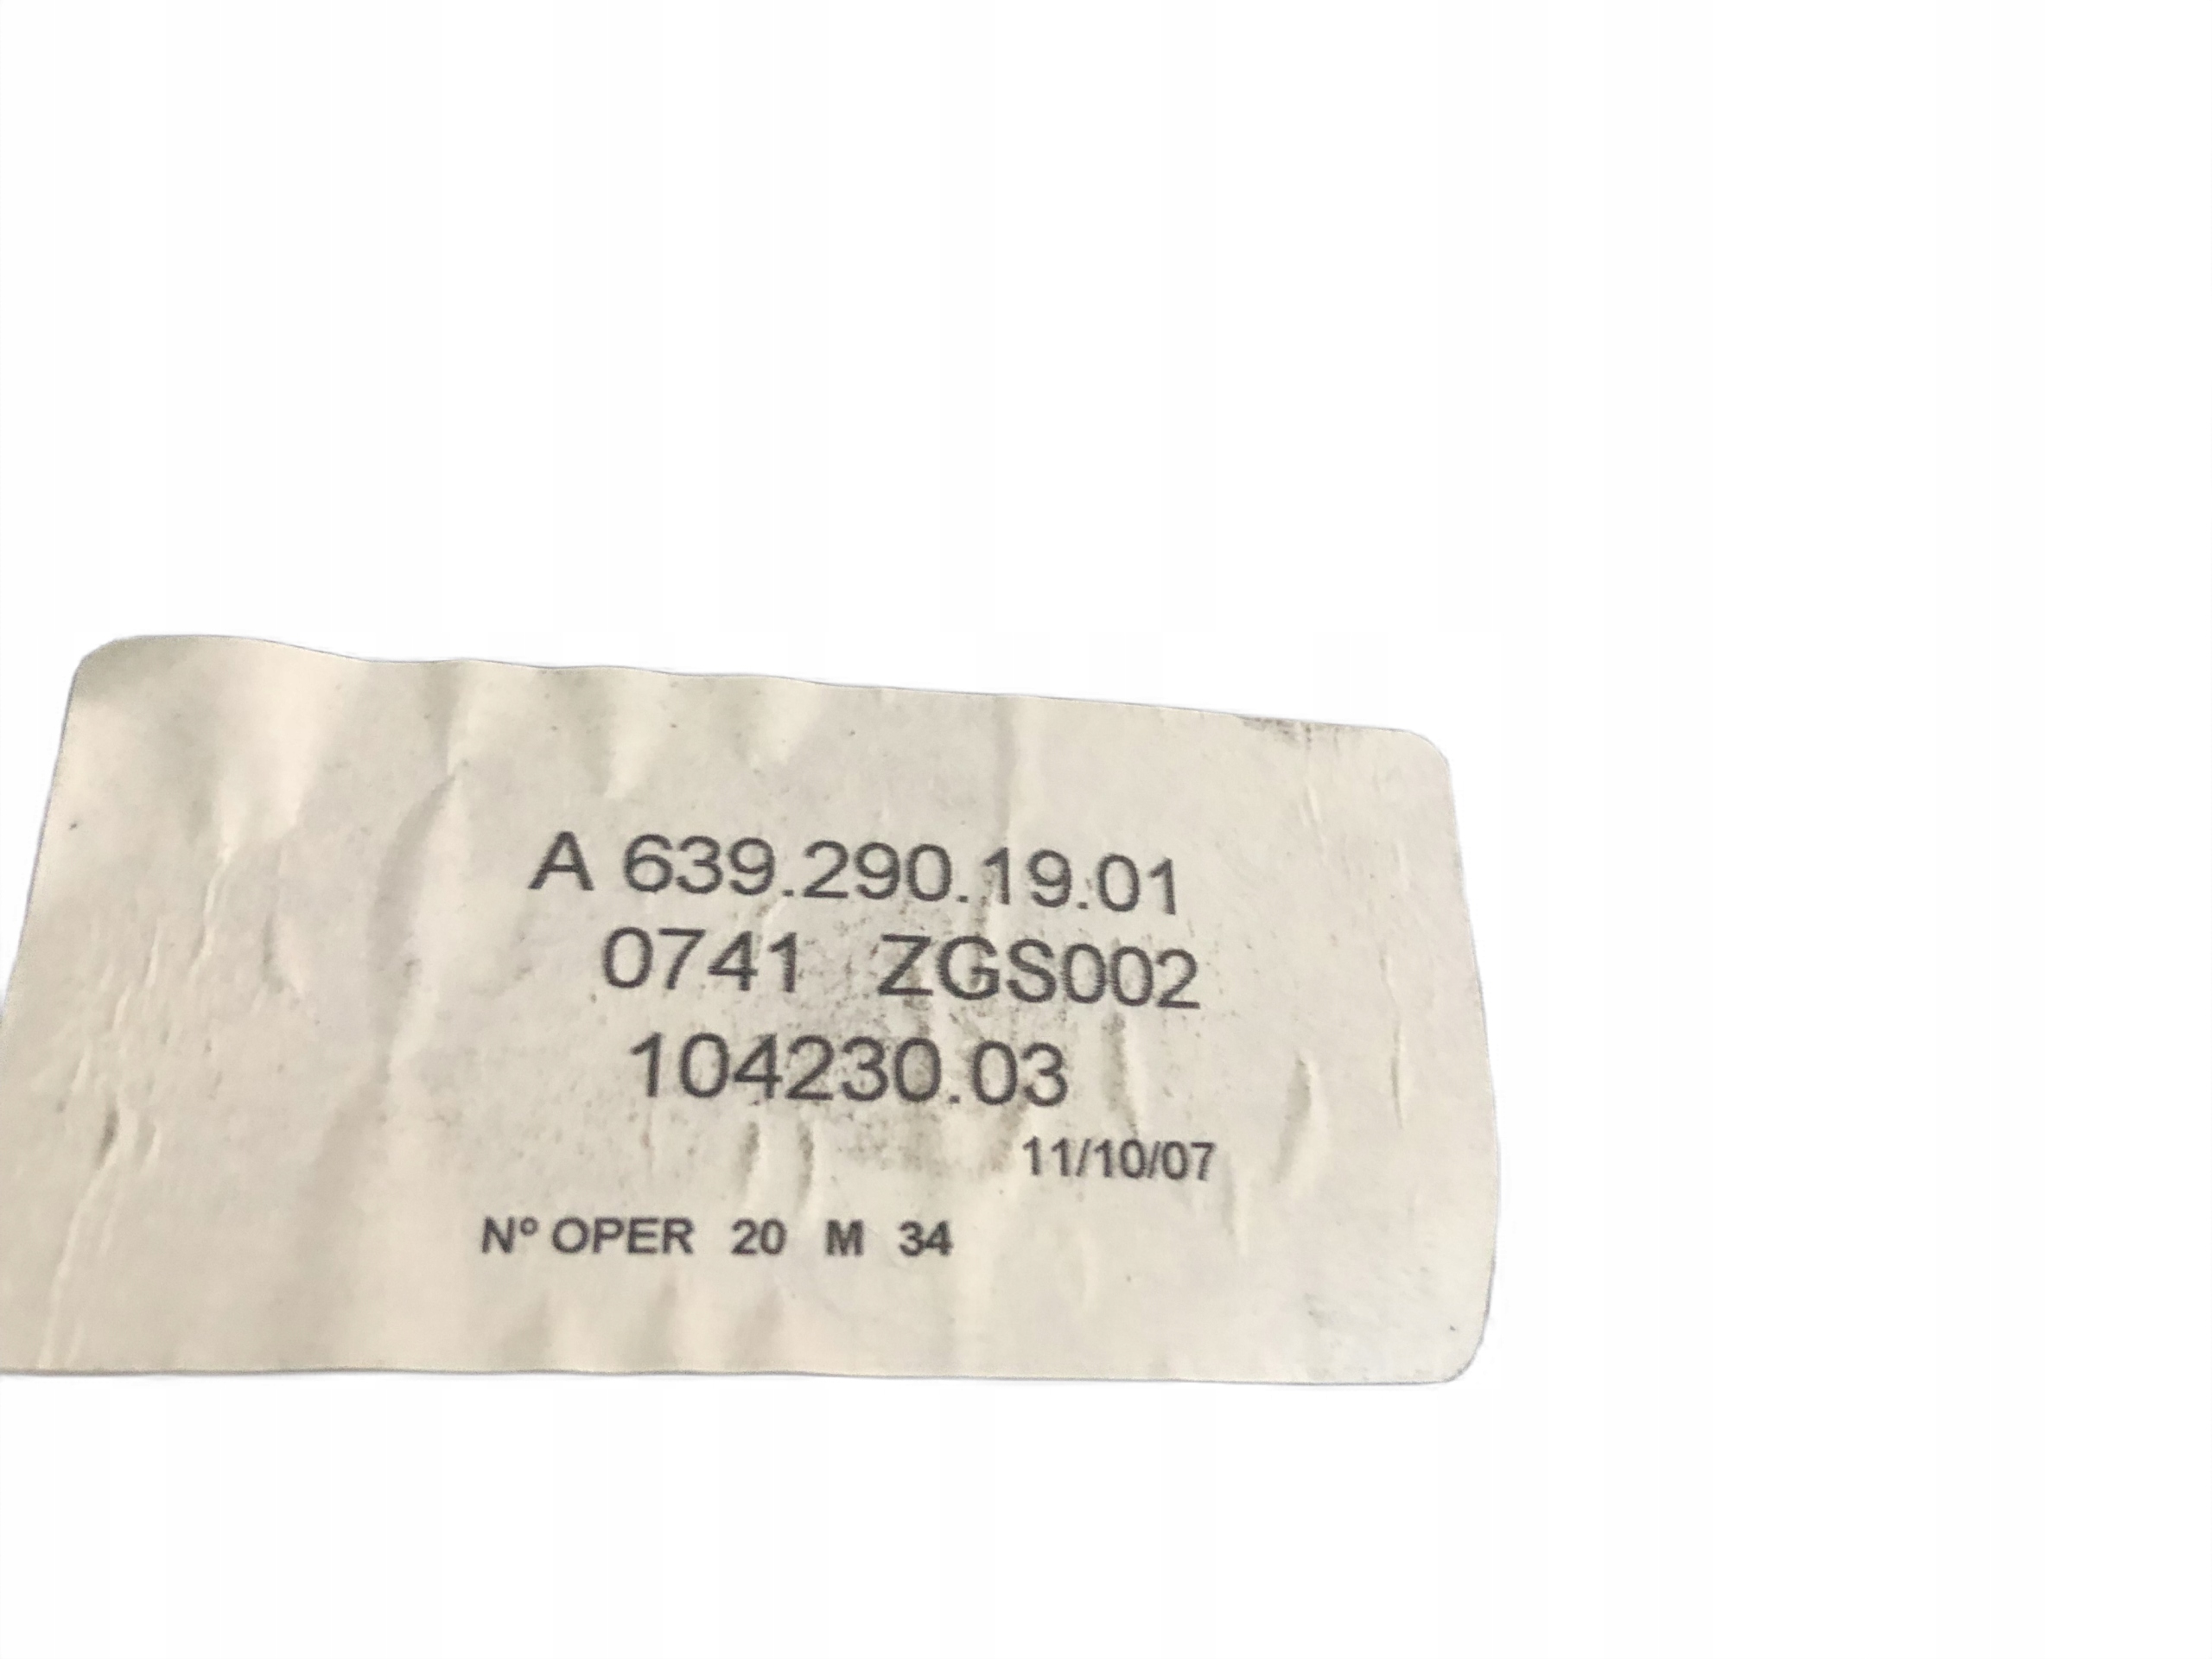 A 639.290.19.01
0741 ZGS002
104230.03
11/10/07
Nº OPER 20 M 34